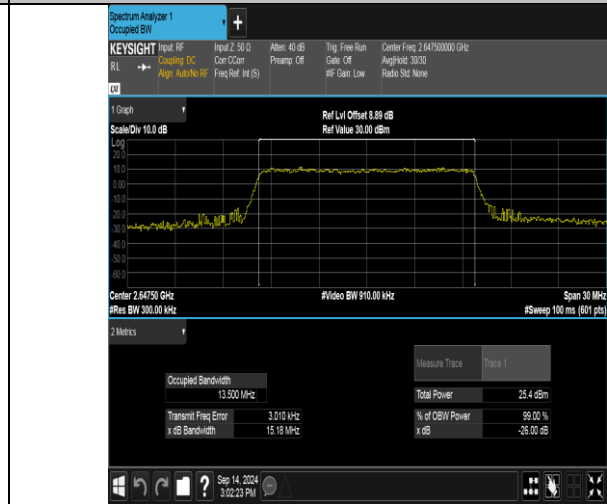 Spectrum Analyzer 1
Occupied BW
+
KEYSIGHT Input: RF Input Z: 50 Ω Atten: 40 dB Trig: Free Run Center Freq: 2.647500000 GHz
RL Coupling: DC Corr CCorr Preamp: Off Gate: Off Avg|Hold: 30/30
Align: Auto/No RF Freq Ref: Int (S) #IF Gain: Low Radio Std: None
LXI
1 Graph Ref Lvl Offset 8.89 dB
Scale/Div 10.0 dB Ref Value 30.00 dBm
Log
20.0
10.0
0.00
-10.0
-20.0
-30.0
-40.0
-50.0
-60.0
Center 2.64750 GHz #Video BW 910.00 kHz Span 30 MHz
#Res BW 300.00 kHz #Sweep 100 ms (601 pts)
2 Metrics
Measure Trace Trace 1
Occupied Bandwidth
13.500 MHz Total Power 25.4 dBm
Transmit Freq Error 3.010 kHz % of OBW Power 99.00 %
x dB Bandwidth 15.18 MHz x dB -26.00 dB
? Sep 14, 2024
3:02:23 PM